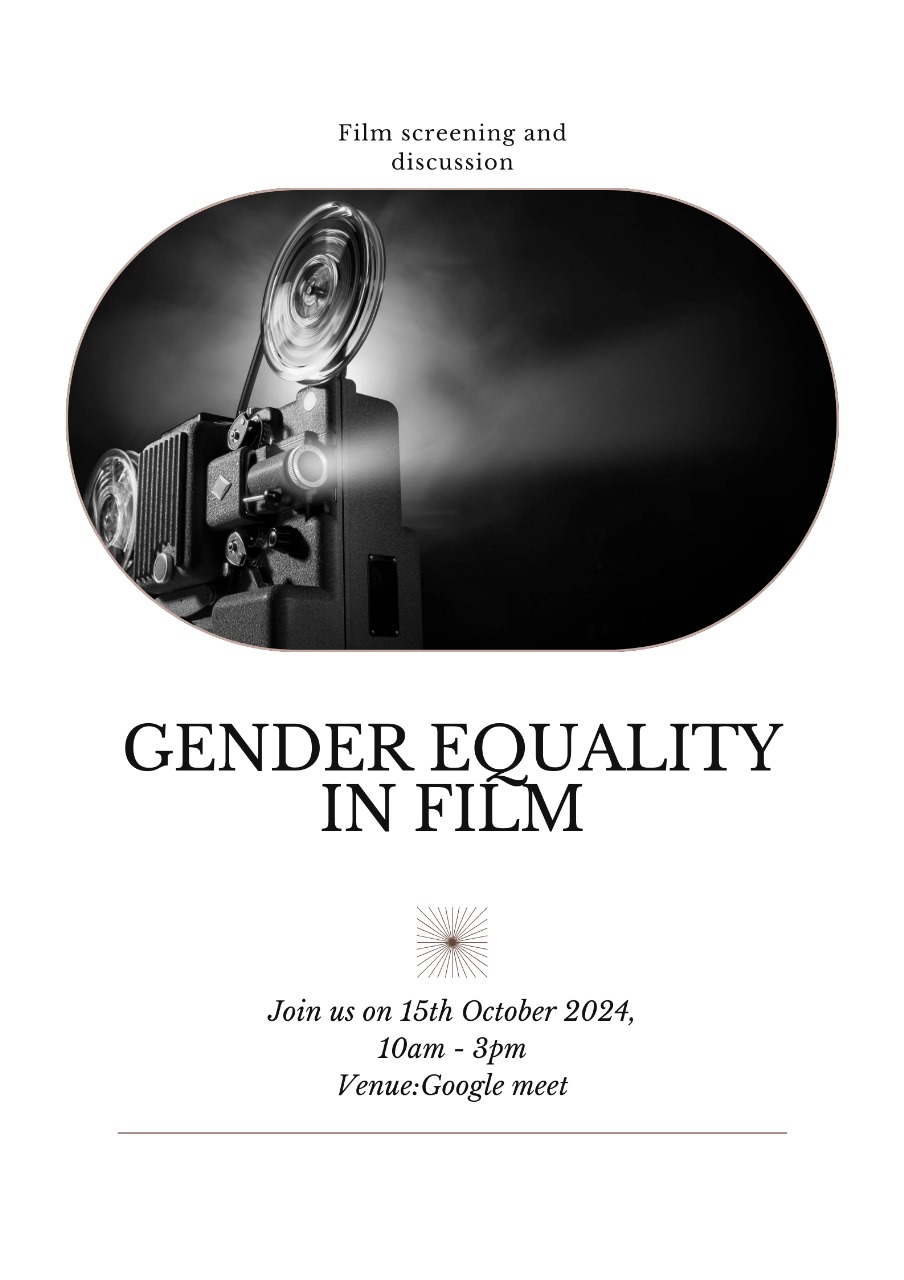 Film screening and
discussion
GENDER EQUALITY
IN FILM
Join us on 15th October 2024,
10am - 3pm
Venue:Google meet